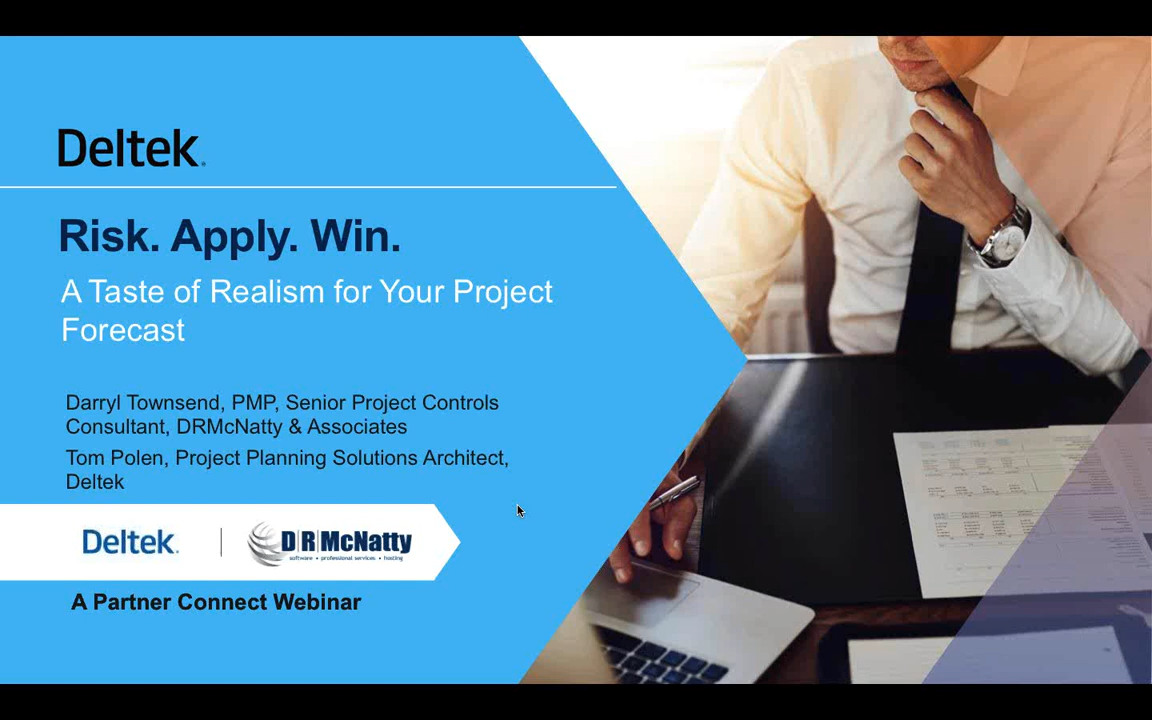 Deltek.
Risk. Apply. Win.
A Taste of Realism for Your Project
Forecast
Darryl Townsend, PMP, Senior Project Controls
Consultant, DRMcNatty & Associates
Tom Polen, Project Planning Solutions Architect,
Deltek
Deltek. | D|R|McNatty
software • professional services • hosting
A Partner Connect Webinar